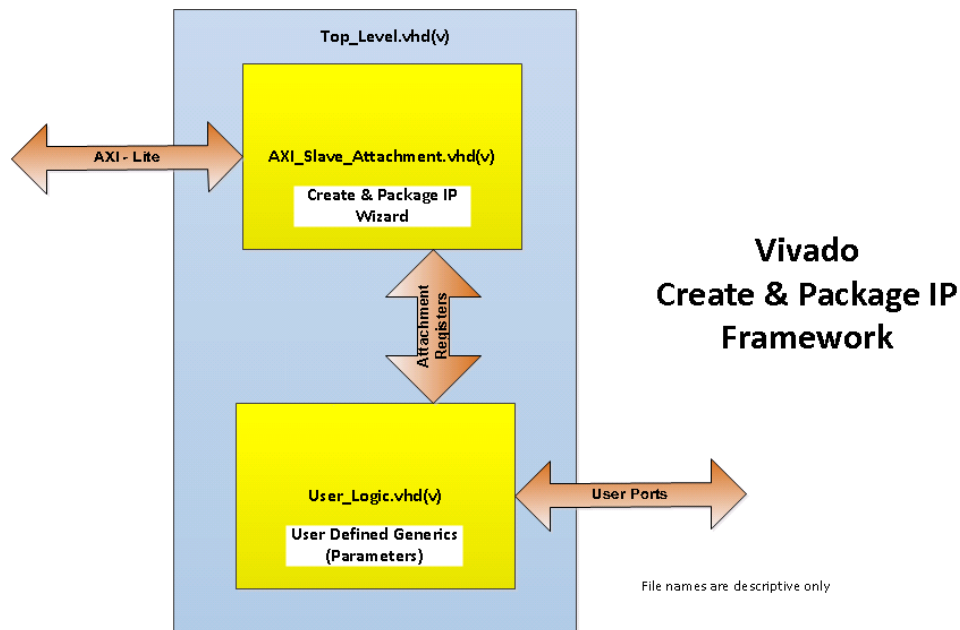 Top_Level.vhd(v)
AXI - Lite
AXI_Slave_Attachment.vhd(v)
Create & Package IP
Wizard
Attachment
Registers
Vivado
Create & Package IP
Framework
User_Logic.vhd(v)
User Ports
User Defined Generics
(Parameters)
File names are descriptive only